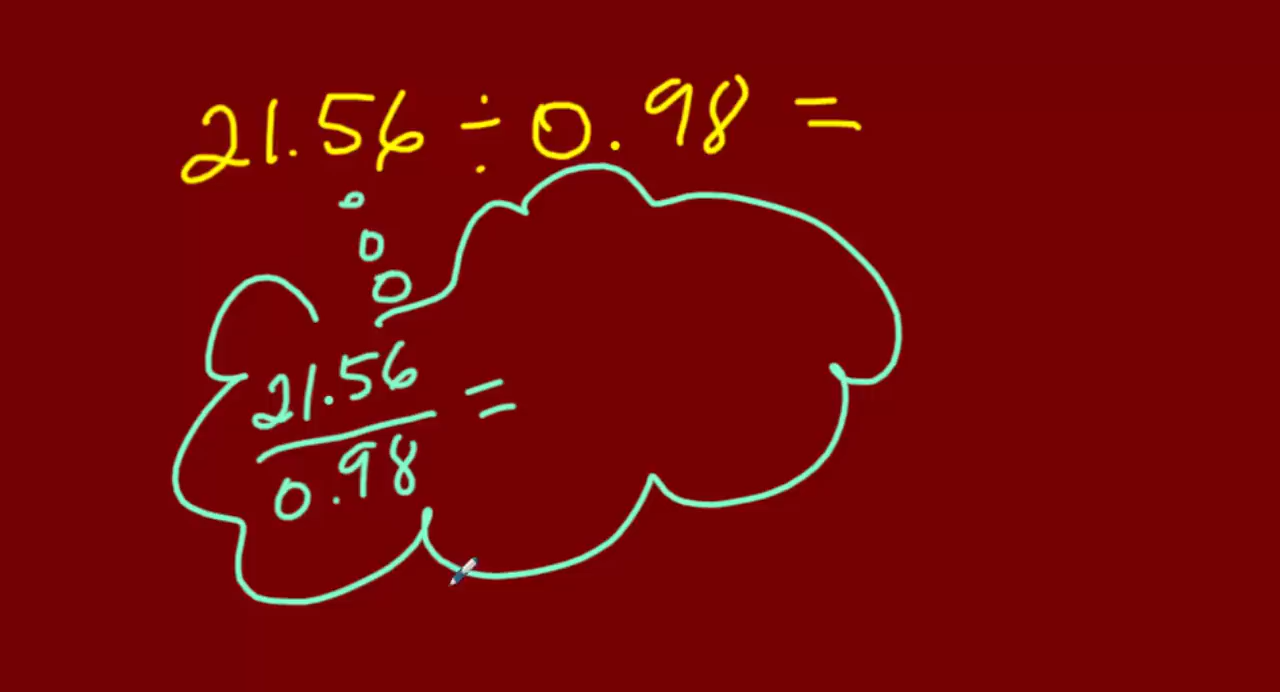 21.56 ÷ 0.98 =
21.56
0.98
=